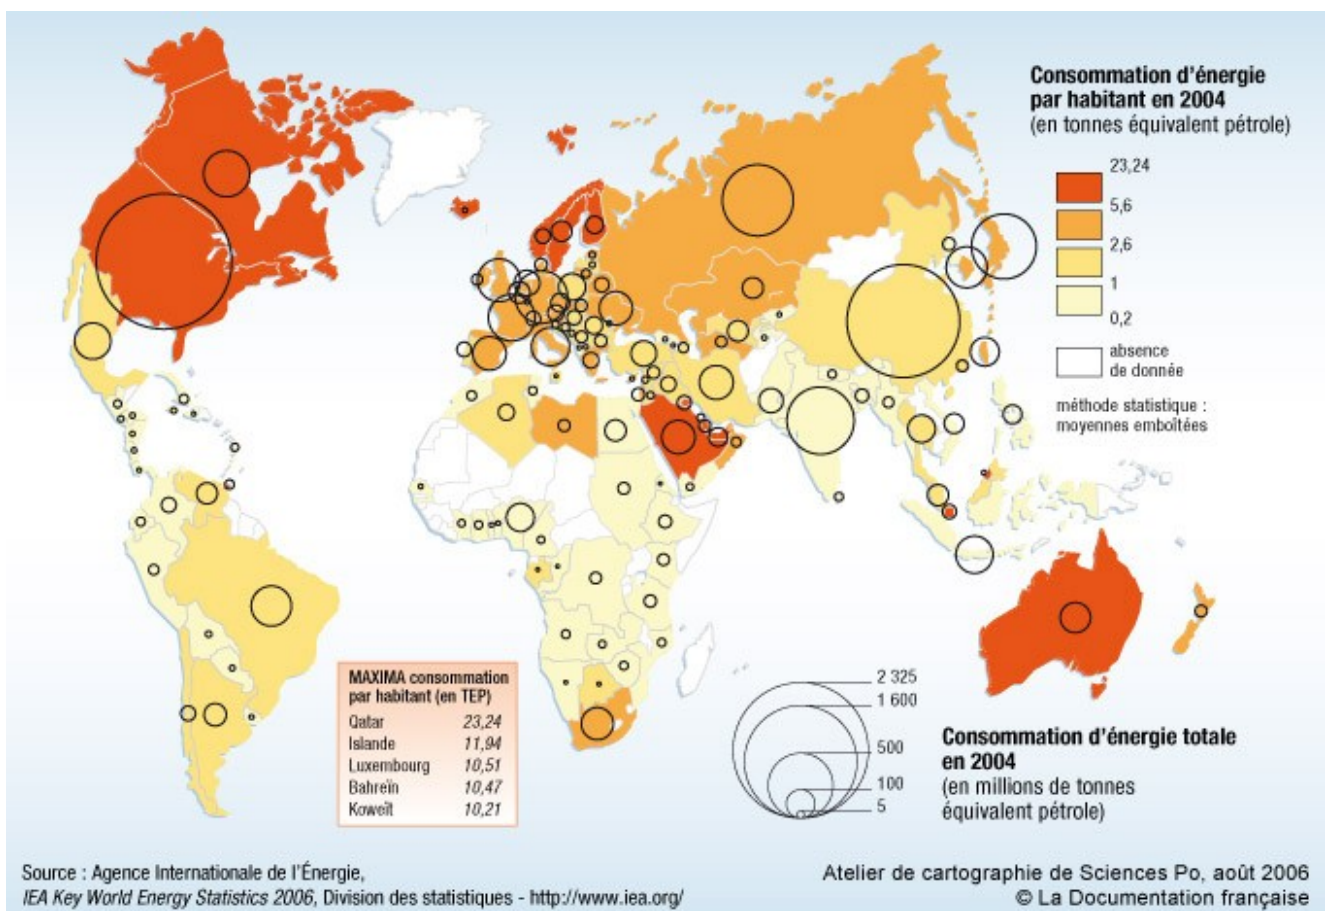 Consommation d'énergie
par habitant en 2004
(en tonnes équivalent pétrole)
23,24
5,6
2,6
1
0,2
absence
de donnée
méthode statistique :
moyennes emboîtées
MAXIMA consommation
par habitant (en TEP)
Qatar 23,24
Islande 11,94
Luxembourg 10,51
Bahreïn 10,47
Koweït 10,21
2 325
1 600
500
100
5
Consommation d'énergie totale
en 2004
(en millions de tonnes
équivalent pétrole)
Source : Agence Internationale de l'Énergie,
IEA Key World Energy Statistics 2006, Division des statistiques - http://www.iea.org/
Atelier de cartographie de Sciences Po, août 2006
© La Documentation française